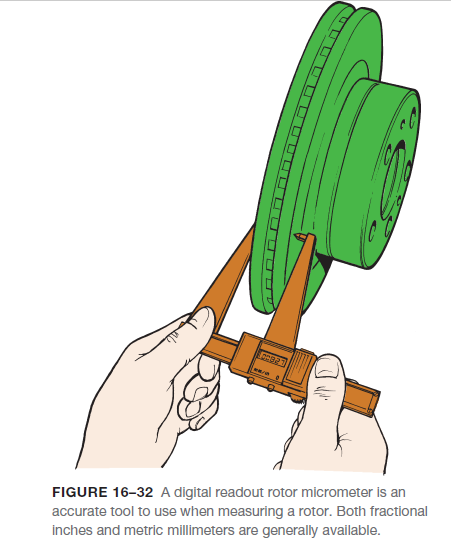 FIGURE 16–32 A digital readout rotor micrometer is an
accurate tool to use when measuring a rotor. Both fractional
inches and metric millimeters are generally available.